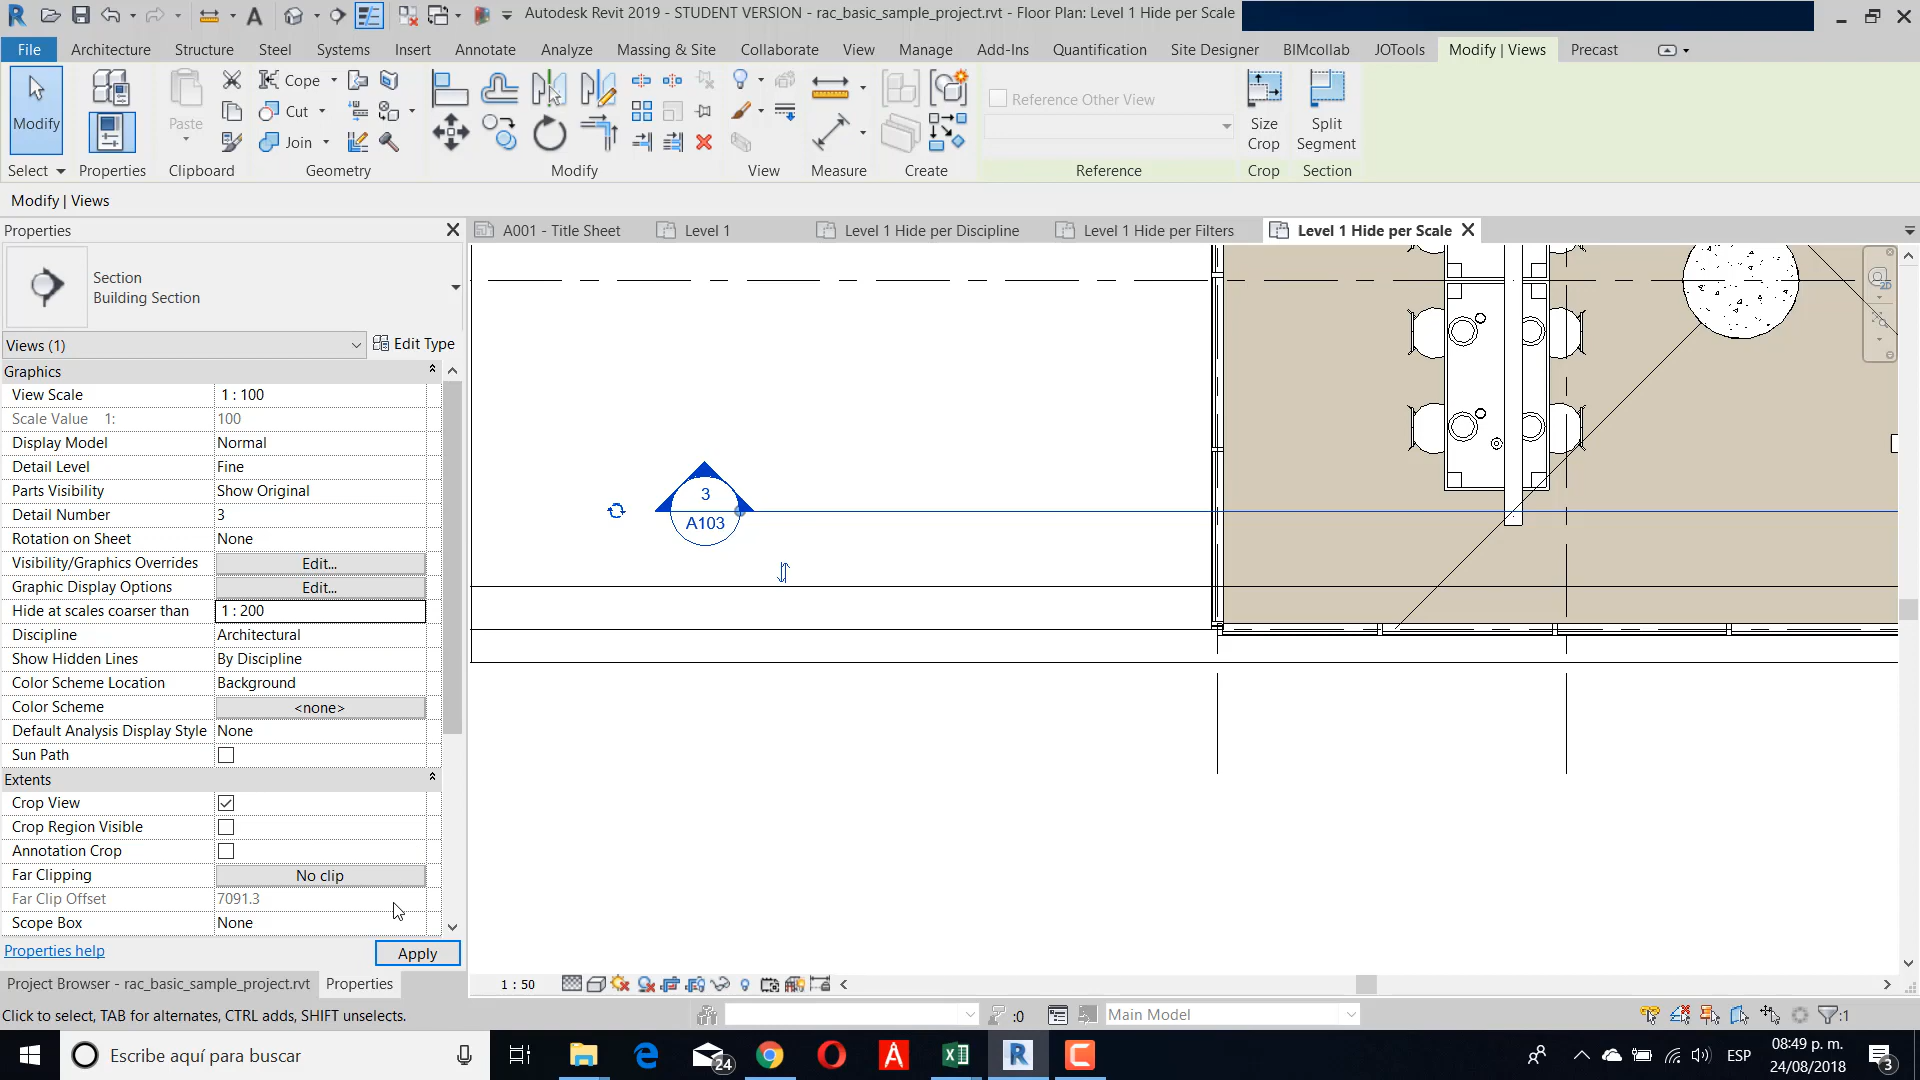 Autodesk Revit 2019 - STUDENT VERSION - rac_basic_sample_project.rvt - Floor Plan: Level 1 Hide per Scale
File Architecture Structure Steel Systems Insert Annotate Analyze Massing & Site Collaborate View Manage Add-Ins Quantification Site Designer BIMcollab JOTools Modify | Views Precast
Modify
Paste
Cope
Cut
Join
Reference Other View
Size Crop
Split Segment
Select Properties Clipboard Geometry Modify View Measure Create Reference Crop Section
Modify | Views
Properties
A001 - Title Sheet Level 1 Level 1 Hide per Discipline Level 1 Hide per Filters Level 1 Hide per Scale
Section
Building Section
Views (1) Edit Type
Graphics
View Scale 1 : 100
Scale Value 1: 100
Display Model Normal
Detail Level Fine
Parts Visibility Show Original
Detail Number 3
Rotation on Sheet None
Visibility/Graphics Overrides Edit...
Graphic Display Options Edit...
Hide at scales coarser than 1 : 200
Discipline Architectural
Show Hidden Lines By Discipline
Color Scheme Location Background
Color Scheme <none>
Default Analysis Display Style None
Sun Path
Extents
Crop View
Crop Region Visible
Annotation Crop
Far Clipping No clip
Far Clip Offset 7091.3
Scope Box None
Properties help Apply
3
A103
2D
Project Browser - rac_basic_sample_project.rvt Properties
1 : 50
Click to select, TAB for alternates, CTRL adds, SHIFT unselects.
:0
Main Model
:1
Escribe aquí para buscar
24
ESP
08:49 p. m.
24/08/2018
3